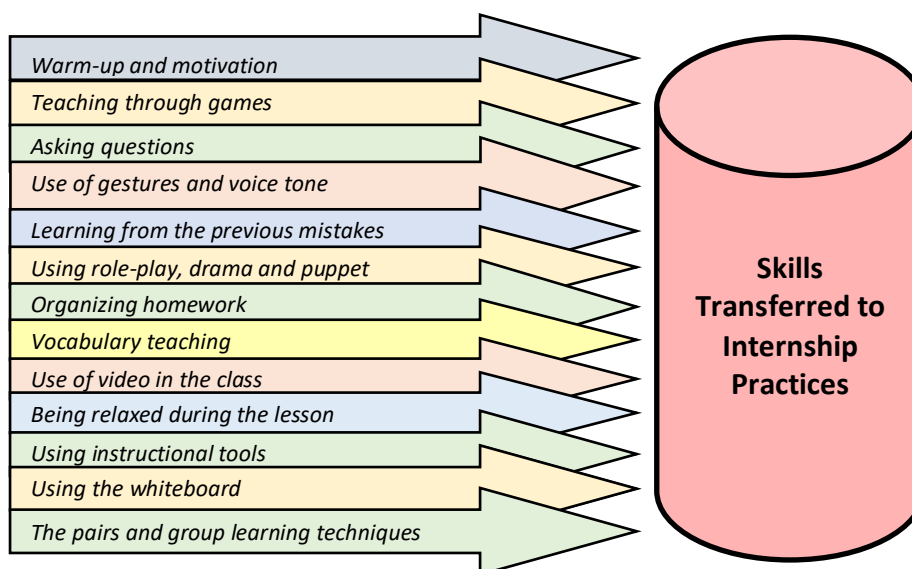 Warm-up and motivation
Teaching through games
Asking questions
Use of gestures and voice tone
Learning from the previous mistakes
Using role-play, drama and puppet
Organizing homework
Vocabulary teaching
Use of video in the class
Being relaxed during the lesson
Using instructional tools
Using the whiteboard
The pairs and group learning techniques
Skills
Transferred to
Internship
Practices